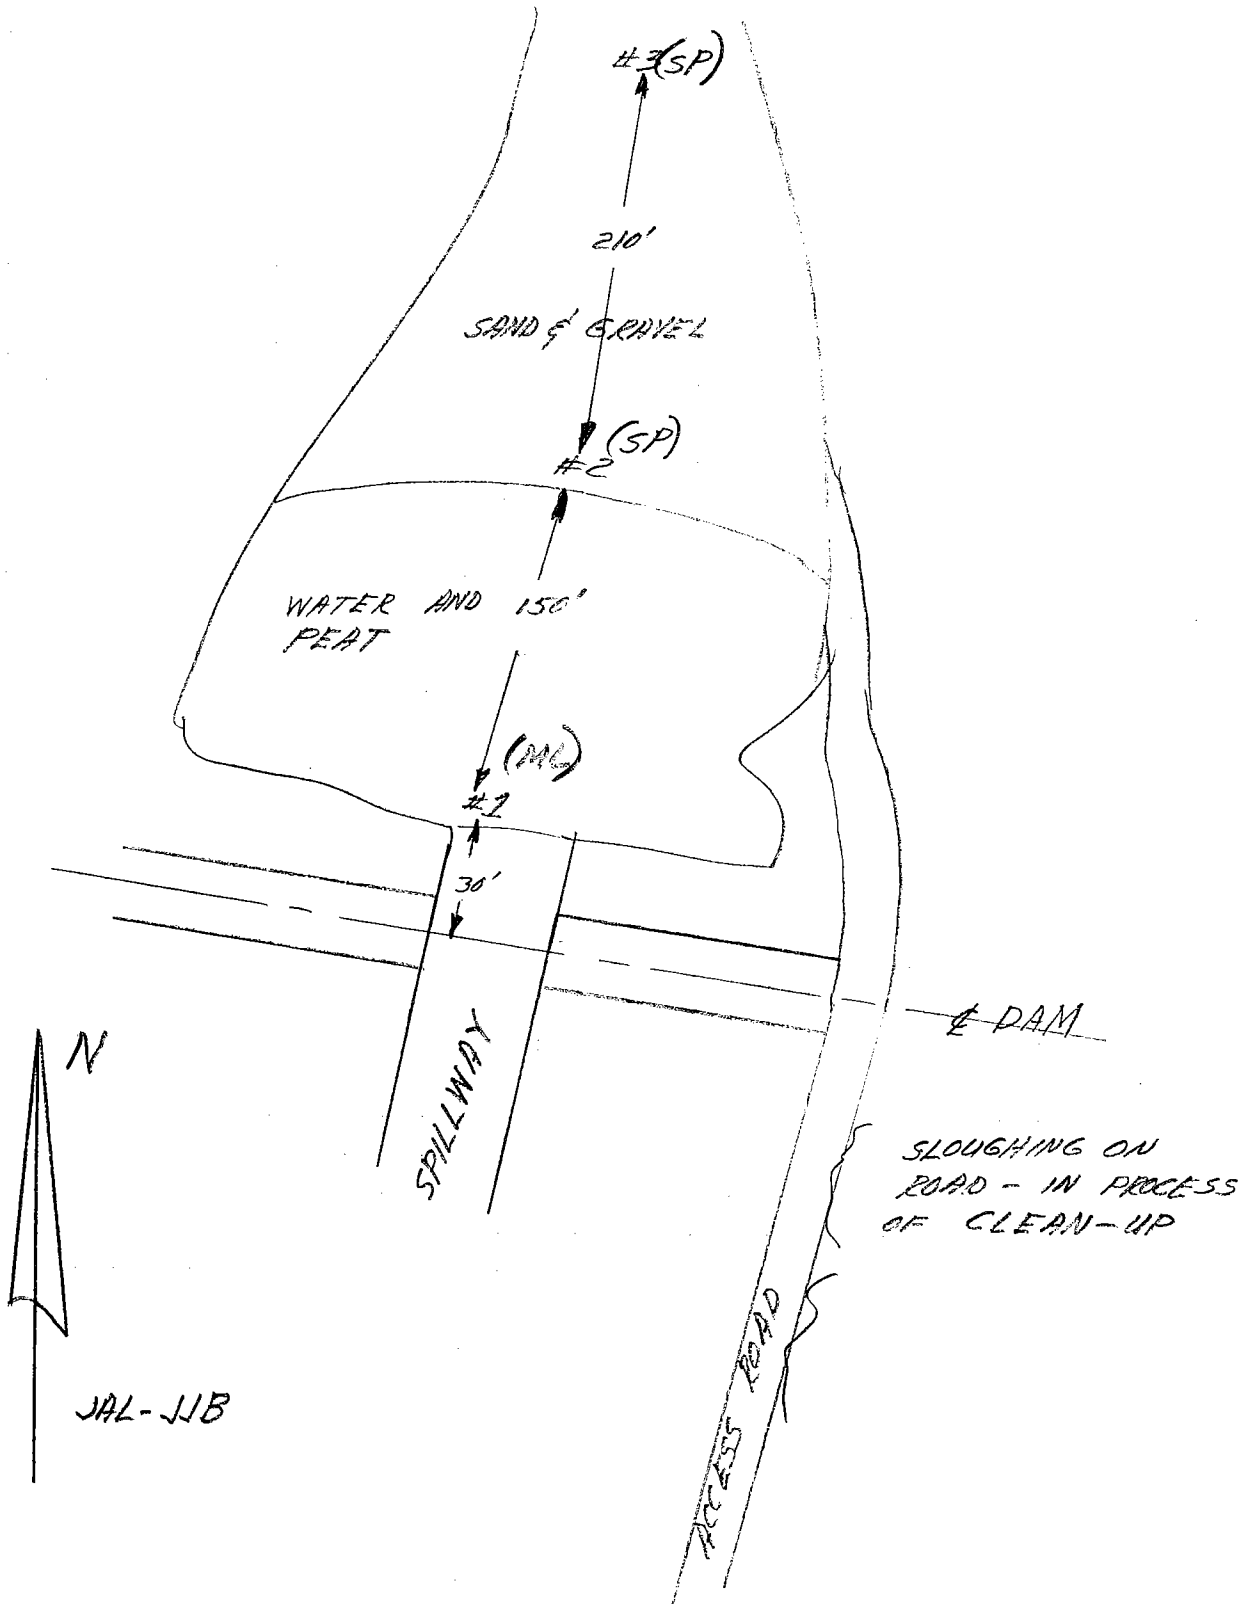 #3(SP)
210'
SAND & GRAVEL
(SP)
#2
WATER AND 150'
PEAT
(ML)
#1
30'
℄ DAM
N
SPILLWAY
SLOUGHING ON
ROAD - IN PROCESS
OF CLEAN-UP
ACCESS ROAD
JAL-JJB